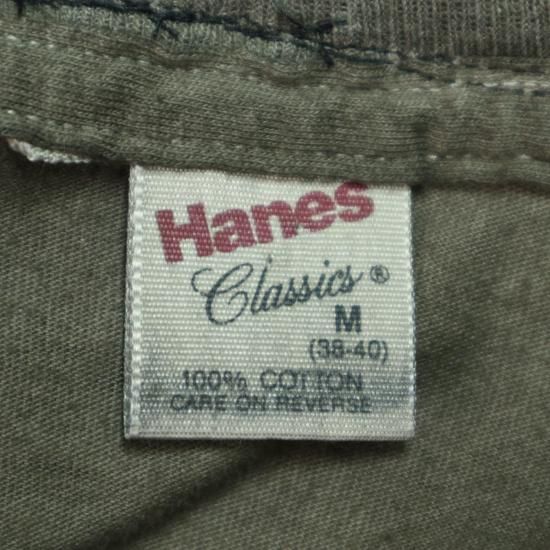 Hanes
Classics ®
M
(38-40)
100% COTTON
CARE ON REVERSE